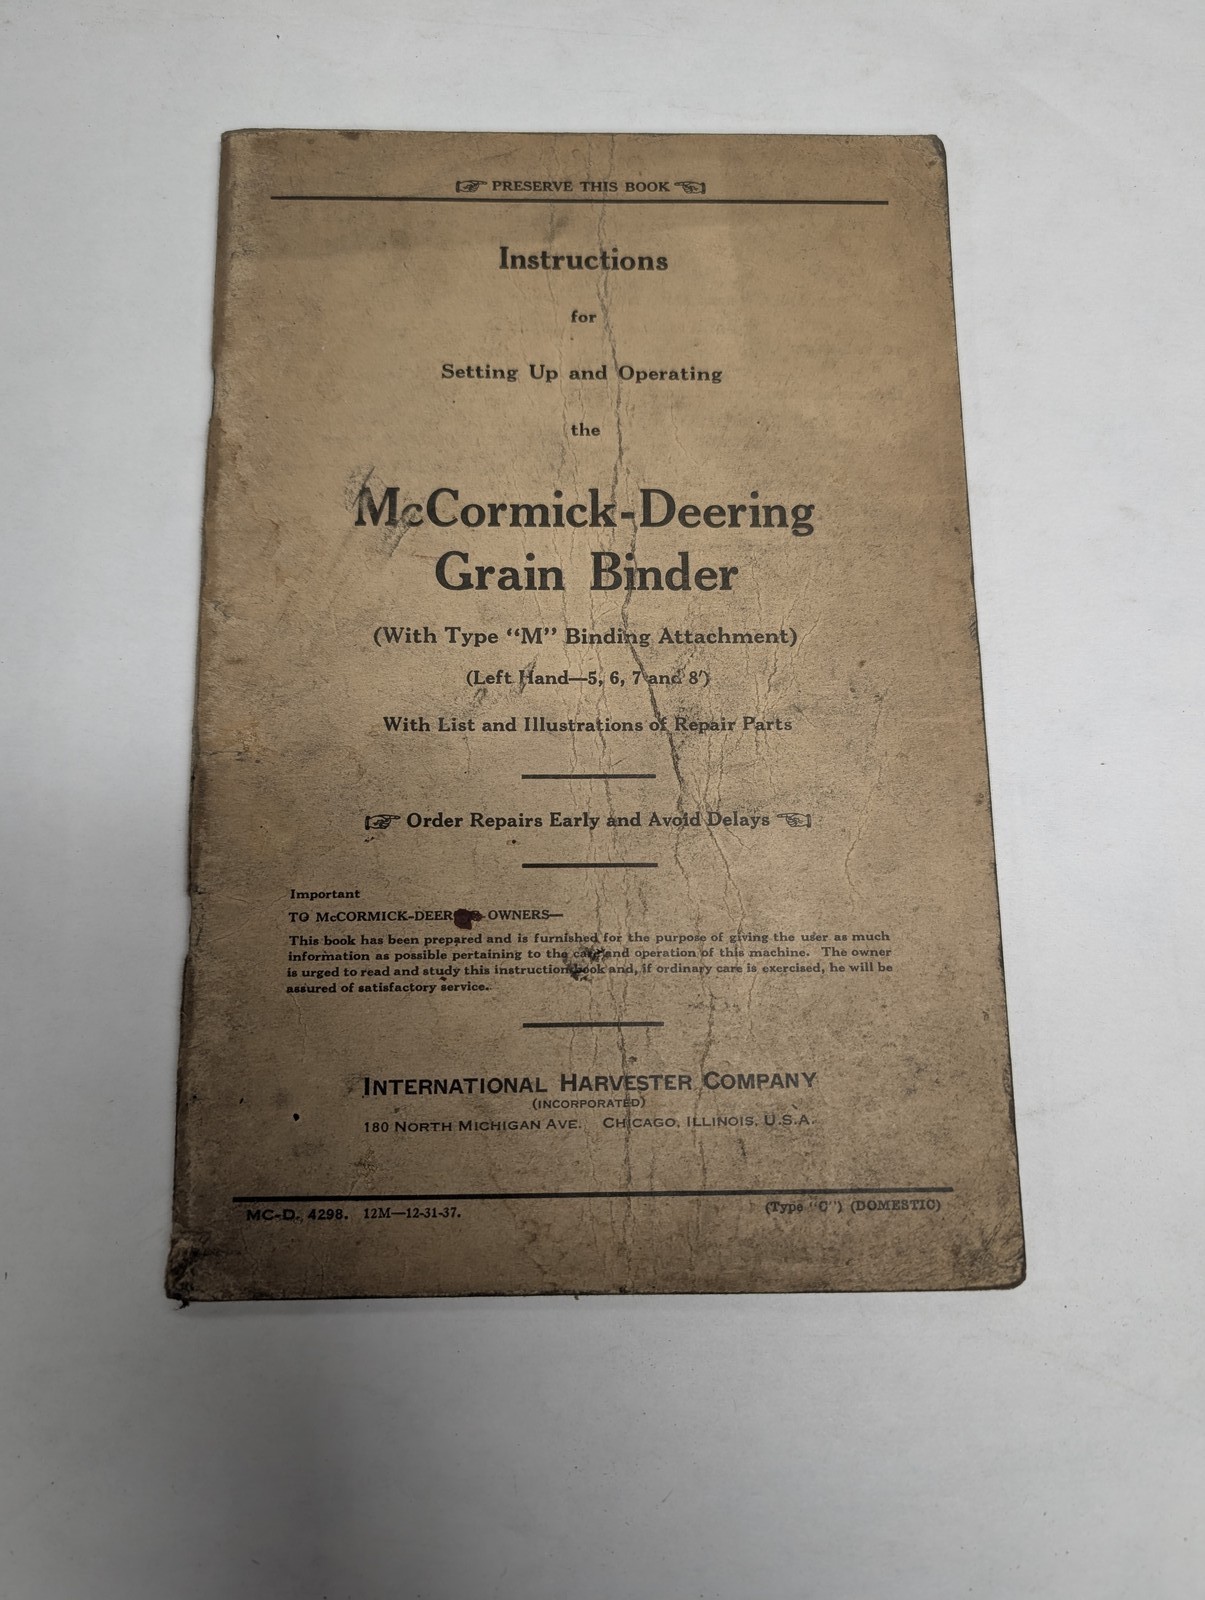 PRESERVE THIS BOOK
Instructions
for
Setting Up and Operating
the
McCormick-Deering
Grain Binder
(With Type “M” Binding Attachment)
(Left Hand—5, 6, 7 and 8')
With List and Illustrations of Repair Parts
Order Repairs Early and Avoid Delays
Important
TO McCORMICK-DEERING OWNERS—
This book has been prepared and is furnished for the purpose of giving the user as much
information as possible pertaining to the care and operation of this machine. The owner
is urged to read and study this instruction book and, if ordinary care is exercised, he will be
assured of satisfactory service.
INTERNATIONAL HARVESTER COMPANY
(INCORPORATED)
180 NORTH MICHIGAN AVE. CHICAGO, ILLINOIS, U.S.A.
MC-D. 4298. 12M—12-31-37.
(Type "C") (DOMESTIC)